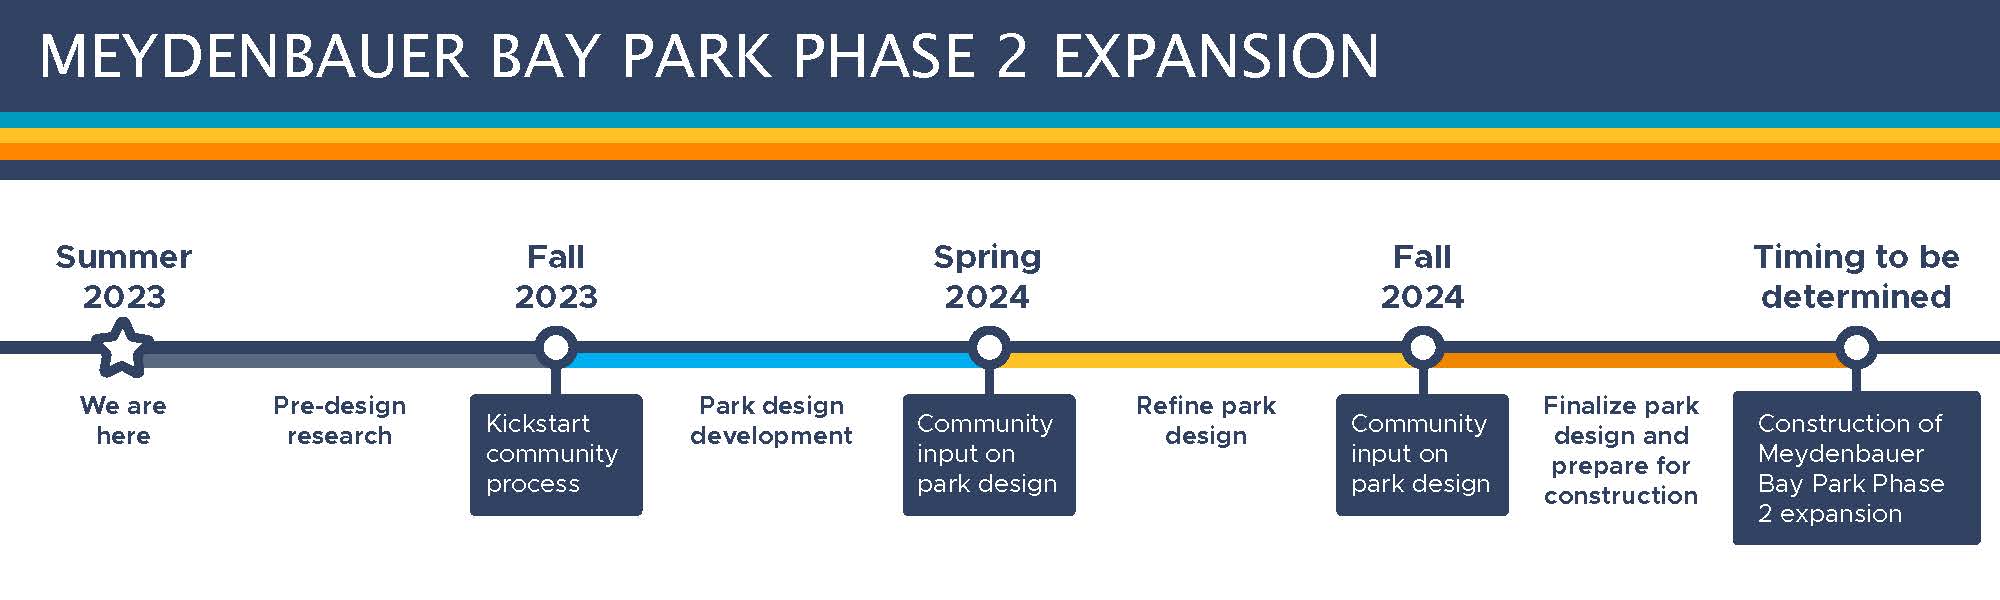 MEYDENBAUER BAY PARK PHASE 2 EXPANSION
Summer
2023
Fall
2023
Spring
2024
Fall
2024
Timing to be
determined
We are
here
Pre-design
research
Kickstart
community
process
Park design
development
Community
input on
park design
Refine park
design
Community
input on
park design
Finalize park
design and
prepare for
construction
Construction of
Meydenbauer
Bay Park Phase
2 expansion